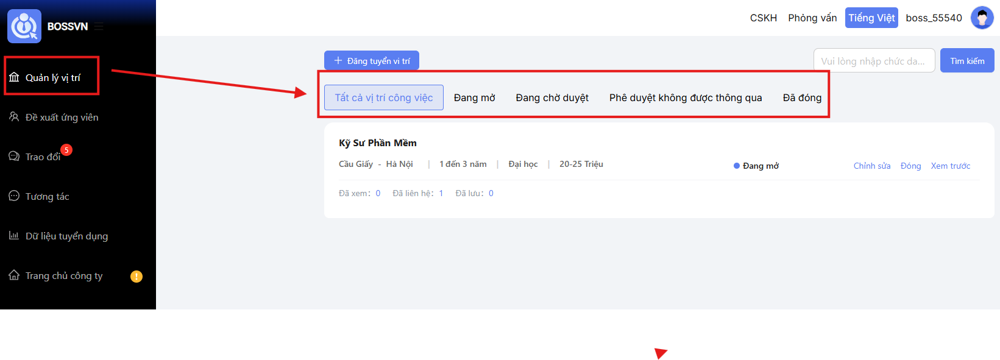 BOSSVN
CSKH Phỏng vấn Tiếng Việt boss_55540
Quản lý vị trí
Đề xuất ứng viên
Trao đổi 5
Tương tác
Dữ liệu tuyển dụng
Trang chủ công ty !
+ Đăng tuyển vi trí
Vui lòng nhập chức da... Tìm kiếm
Tất cả vị trí công việc Đang mở Đang chờ duyệt Phê duyệt không được thông qua Đã đóng
Kỹ Sư Phần Mềm
Cầu Giấy - Hà Nội | 1 đến 3 năm | Đại học | 20-25 Triệu
Đang mở Chỉnh sửa Đóng Xem trước
Đã xem: 0 Đã liên hệ: 1 Đã lưu: 0